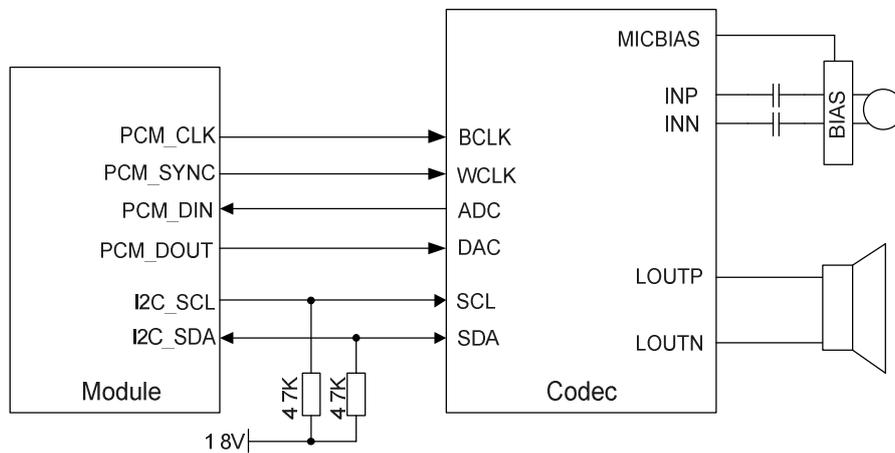 MICBIAS
INP
INN
BIAS
PCM_CLK
BCLK
PCM_SYNC
WCLK
PCM_DIN
ADC
PCM_DOUT
DAC
I2C_SCL
SCL
I2C_SDA
SDA
LOUTP
LOUTN
4 7K
4 7K
Module
Codec
1 8V